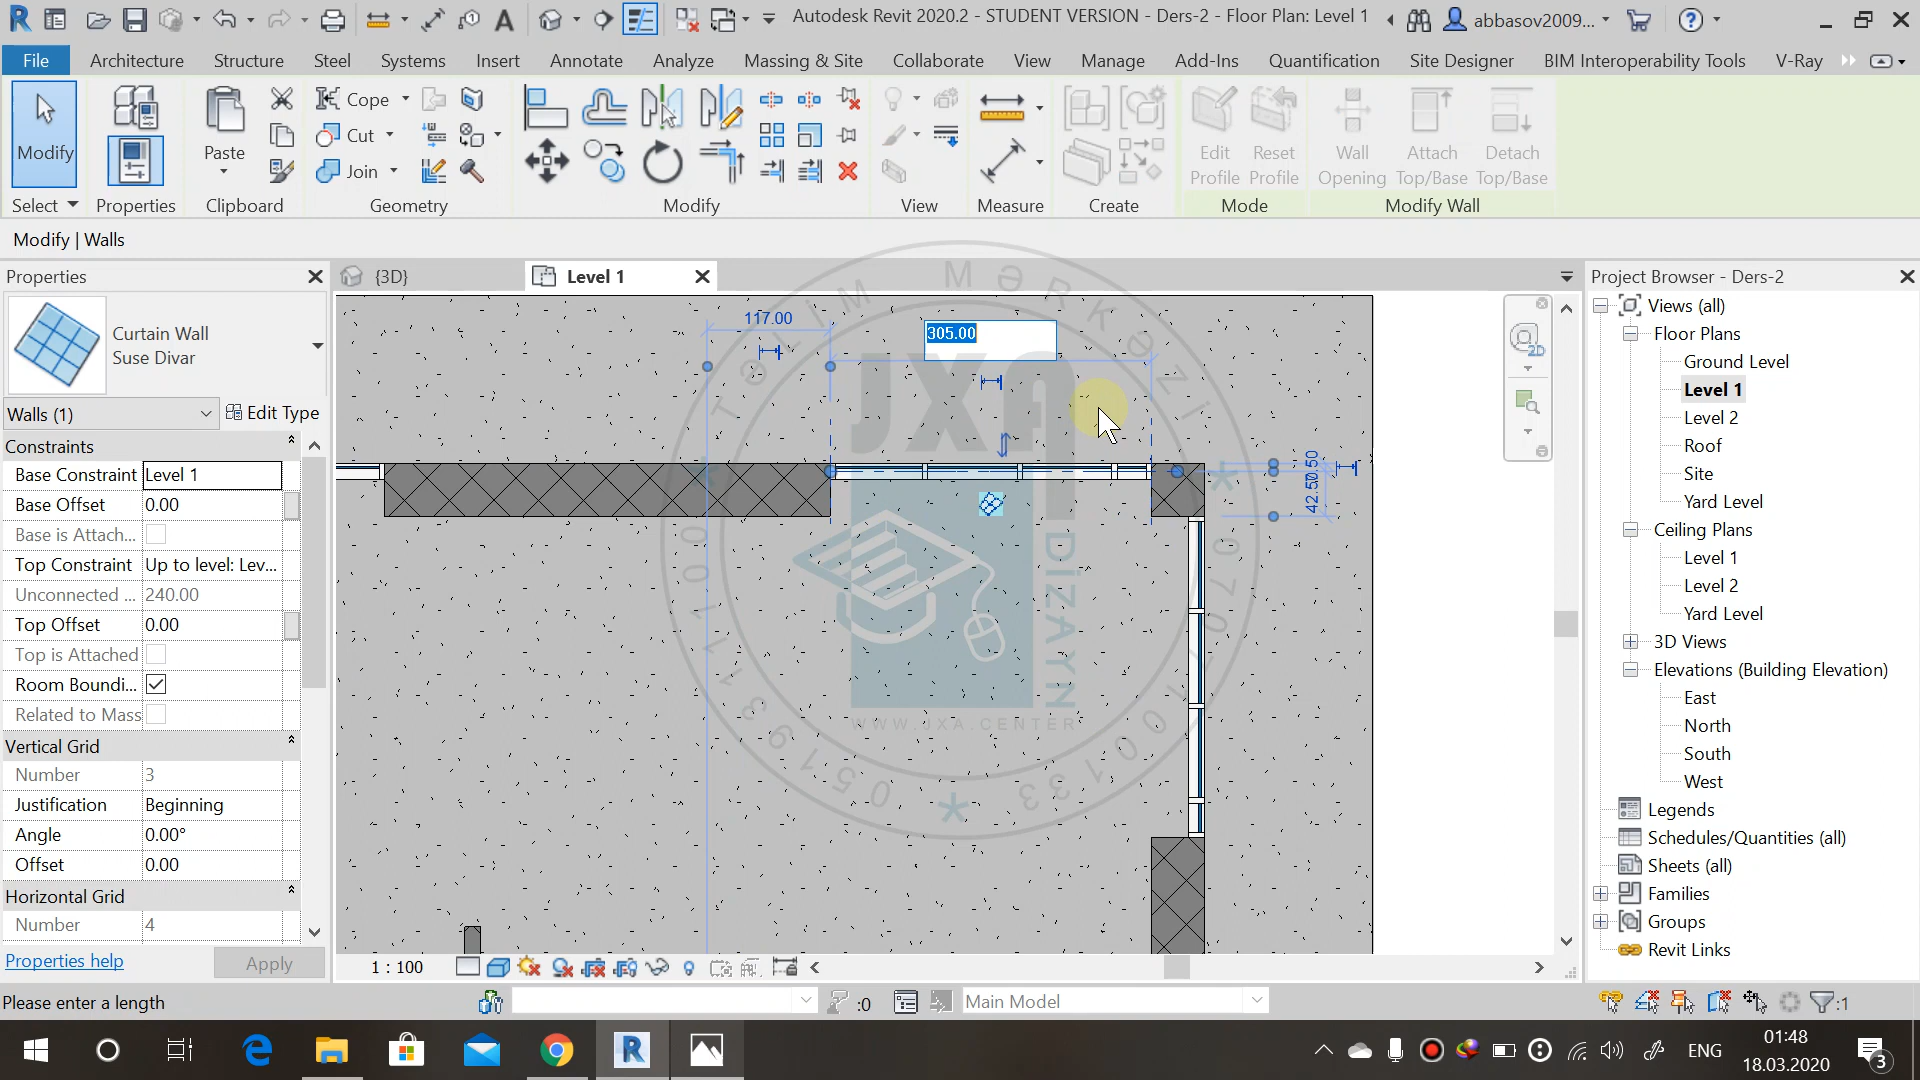 Autodesk Revit 2020.2 - STUDENT VERSION - Ders-2 - Floor Plan: Level 1
abbasov2009...
File Architecture Structure Steel Systems Insert Annotate Analyze Massing & Site Collaborate View Manage Add-Ins Quantification Site Designer BIM Interoperability Tools V-Ray
Modify
Paste
Cope
Cut
Join
Edit Profile
Reset Profile
Wall Opening
Attach Top/Base
Detach Top/Base
Select Properties Clipboard Geometry Modify View Measure Create Mode Modify Wall
Modify | Walls
Properties
{3D}
Level 1
Curtain Wall
Suse Divar
Walls (1)
Edit Type
Constraints
Base Constraint Level 1
Base Offset 0.00
Base is Attach...
Top Constraint Up to level: Lev...
Unconnected ... 240.00
Top Offset 0.00
Top is Attached
Room Boundi...
Related to Mass
Vertical Grid
Number 3
Justification Beginning
Angle 0.00°
Offset 0.00
Horizontal Grid
Number 4
Properties help
Apply
117.00
305.00
42.50
Təlim Mərkəzi
JXA
DİZAYN
WWW.JXA.CENTER
2D
1 : 100
Project Browser - Ders-2
Views (all)
Floor Plans
Ground Level
Level 1
Level 2
Roof
Site
Yard Level
Ceiling Plans
Level 1
Level 2
Yard Level
3D Views
Elevations (Building Elevation)
East
North
South
West
Legends
Schedules/Quantities (all)
Sheets (all)
Families
Groups
Revit Links
Please enter a length
:0
Main Model
:1
ENG
01:48
18.03.2020
3